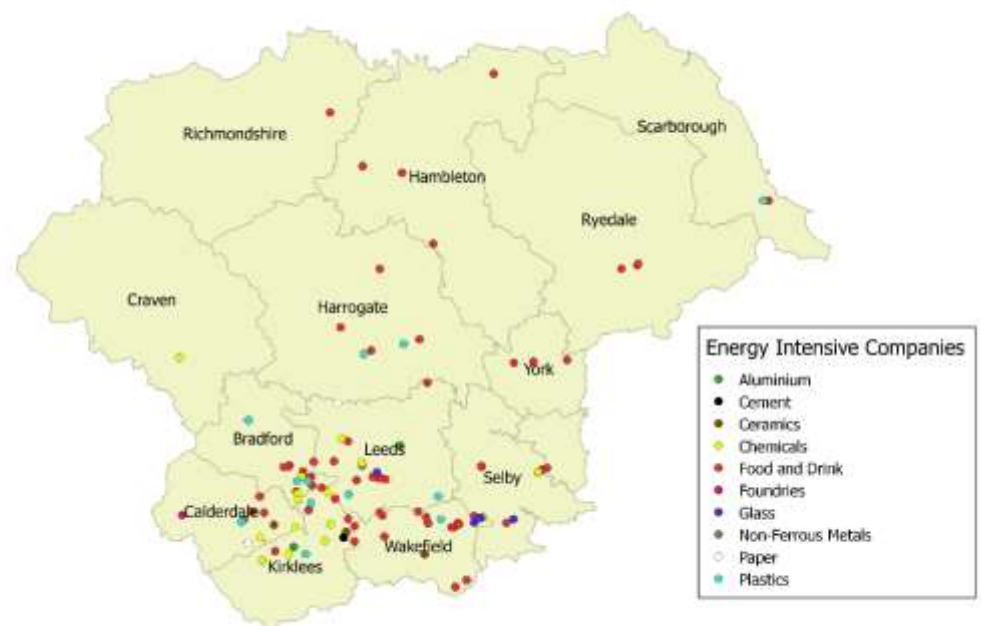 Richmondshire
Scarborough
Hambleton
Ryedale
Craven
Harrogate
York
Bradford
Leeds
Selby
Calderdale
Wakefield
Kirklees
Energy Intensive Companies
Aluminium
Cement
Ceramics
Chemicals
Food and Drink
Foundries
Glass
Non-Ferrous Metals
Paper
Plastics